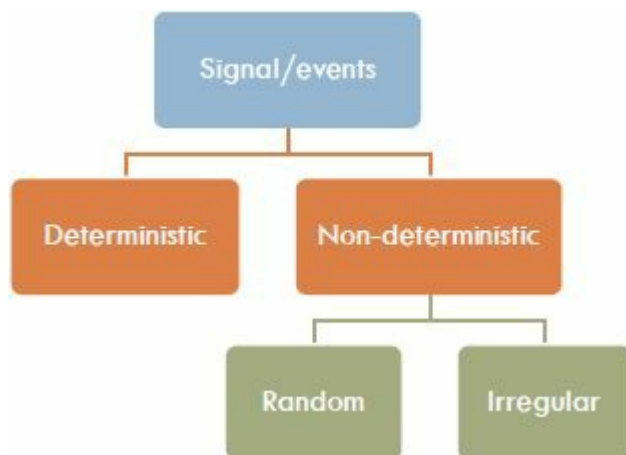 Signal/events
Deterministic
Non-deterministic
Random
Irregular